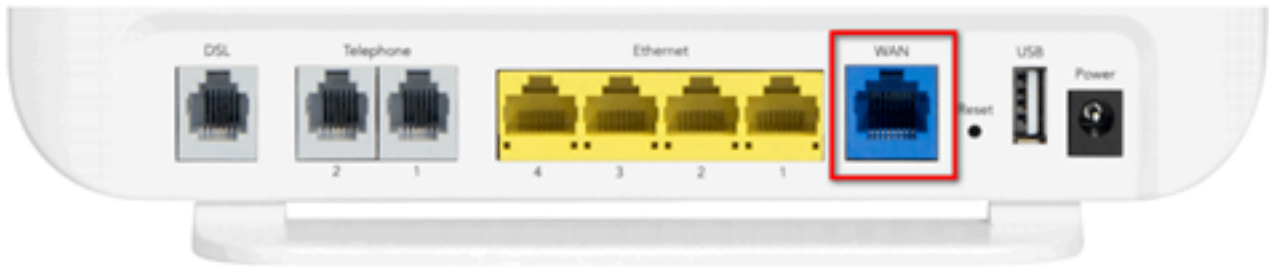 DSL
Telephone
Ethernet
WAN
USB
Power
Reset
2
1
4
3
2
1